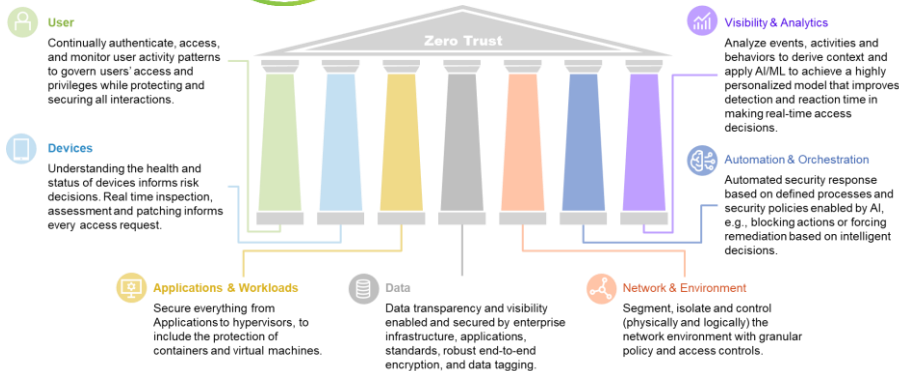 User
Continually authenticate, access,
and monitor user activity patterns
to govern users' access and
privileges while protecting and
securing all interactions.
Devices
Understanding the health and
status of devices informs risk
decisions. Real time inspection,
assessment and patching informs
every access request.
Zero Trust
Visibility & Analytics
Analyze events, activities and
behaviors to derive context and
apply AI/ML to achieve a highly
personalized model that improves
detection and reaction time in
making real-time access
decisions.
Automation & Orchestration
Automated security response
based on defined processes and
security policies enabled by AI,
e.g., blocking actions or forcing
remediation based on intelligent
decisions.
Applications & Workloads
Secure everything from
Applications to hypervisors, to
include the protection of
containers and virtual machines.
Data
Data transparency and visibility
enabled and secured by enterprise
infrastructure, applications,
standards, robust end-to-end
encryption, and data tagging.
Network & Environment
Segment, isolate and control
(physically and logically) the
network environment with granular
policy and access controls.